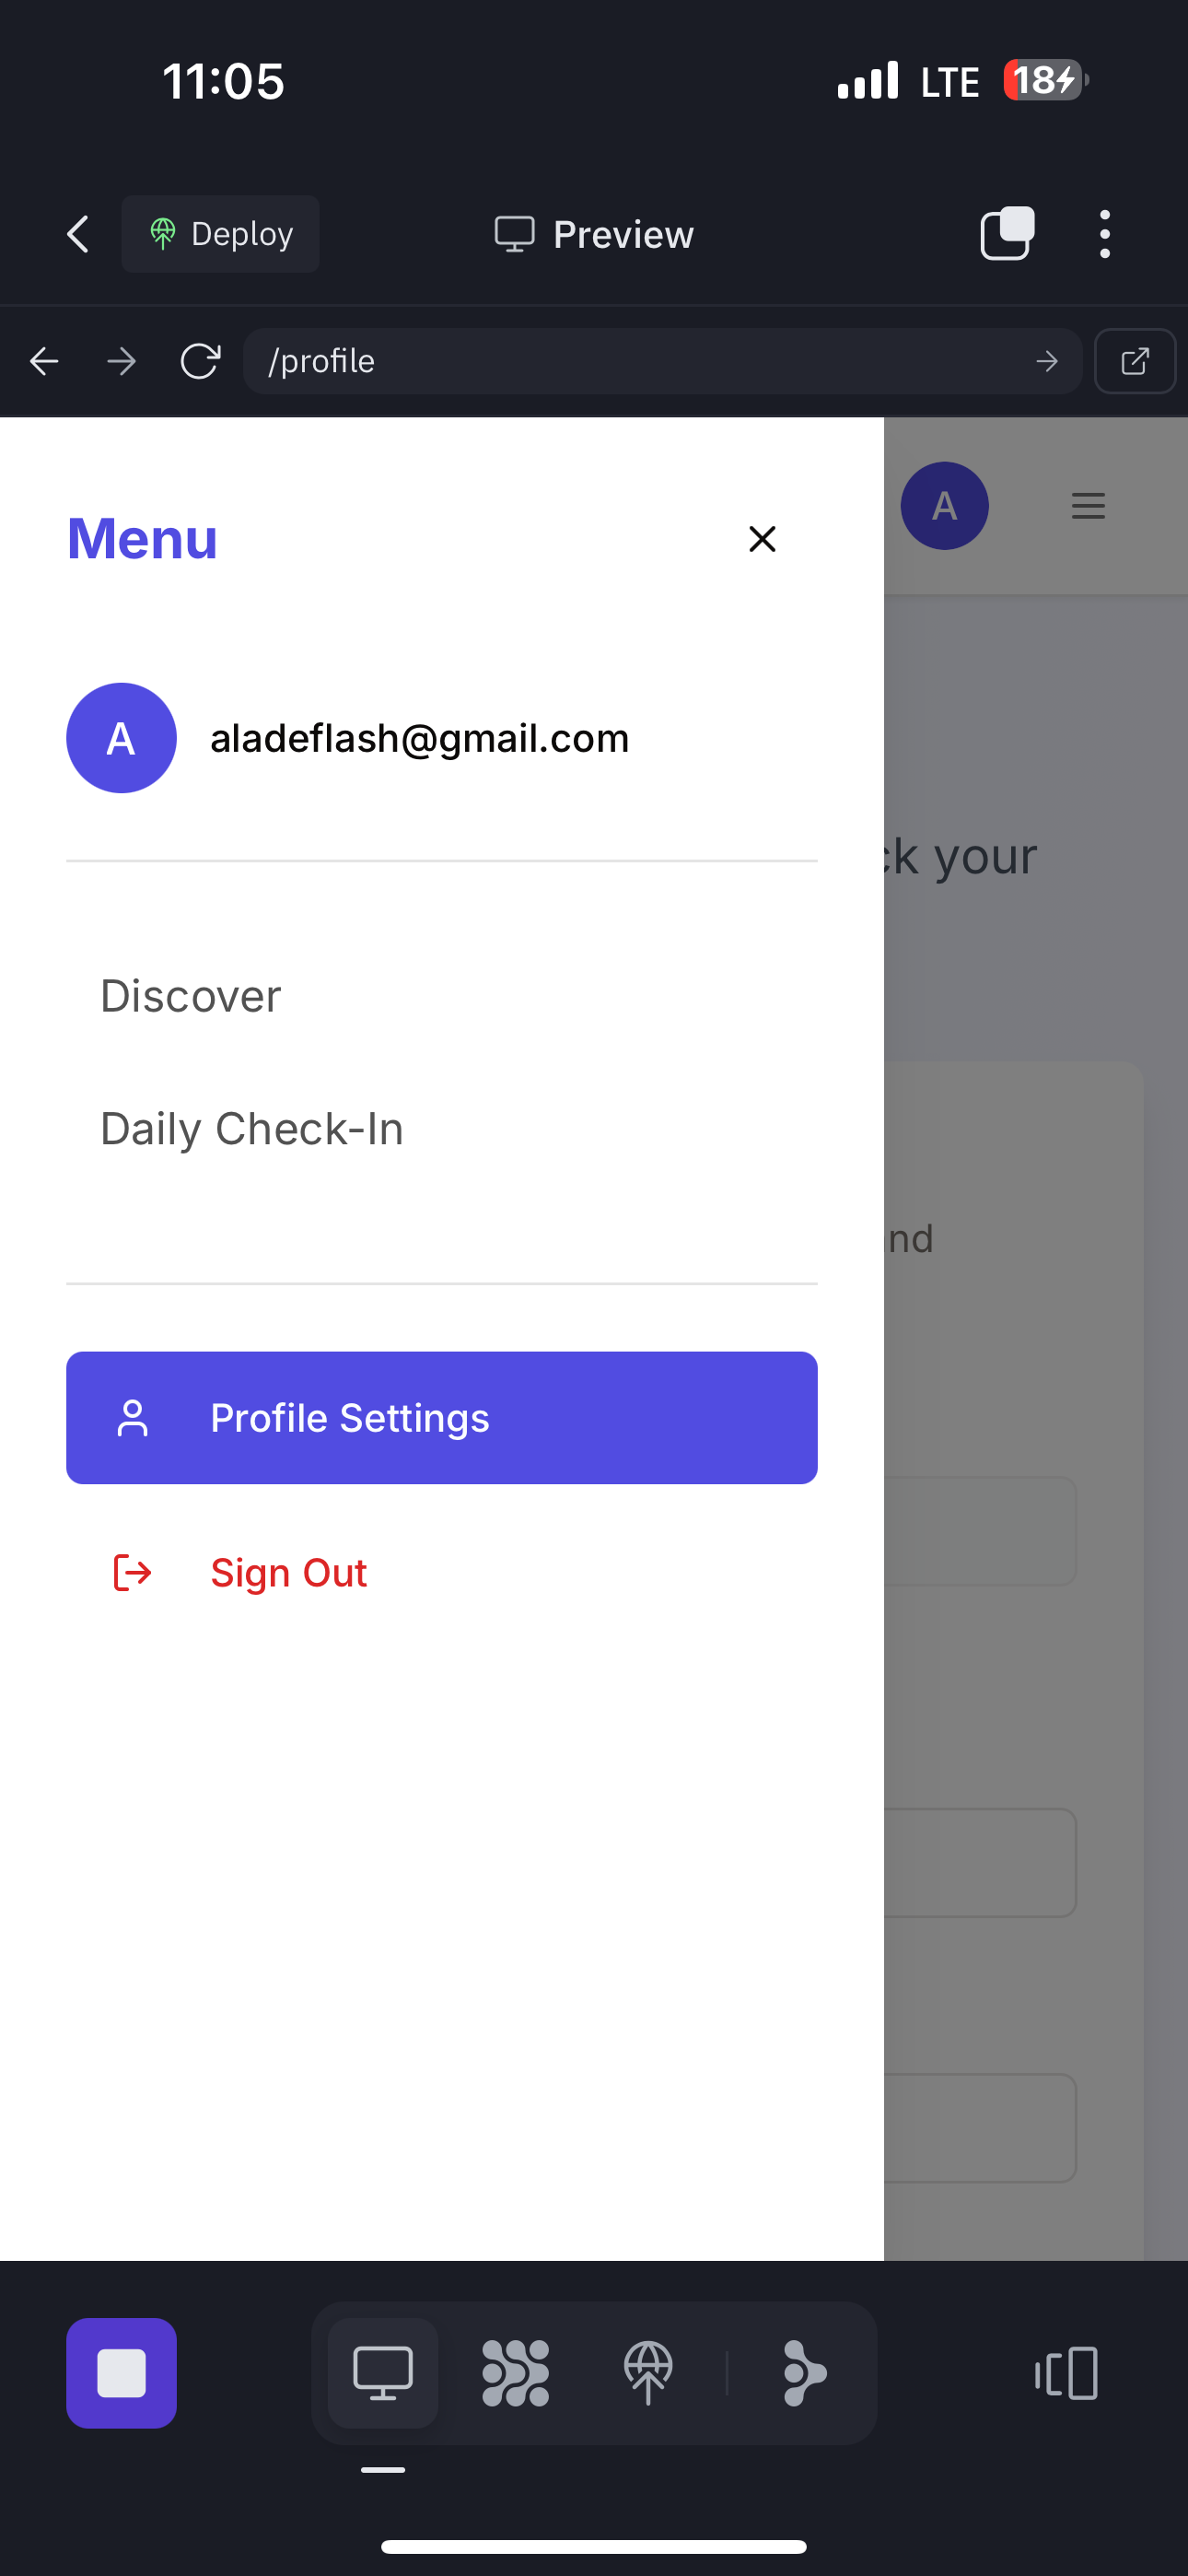 11:05
LTE
18
Deploy
Preview
/profile
Menu
A
A
aladeflash@gmail.com
ck your
Discover
Daily Check-In
nd
Profile Settings
Sign Out